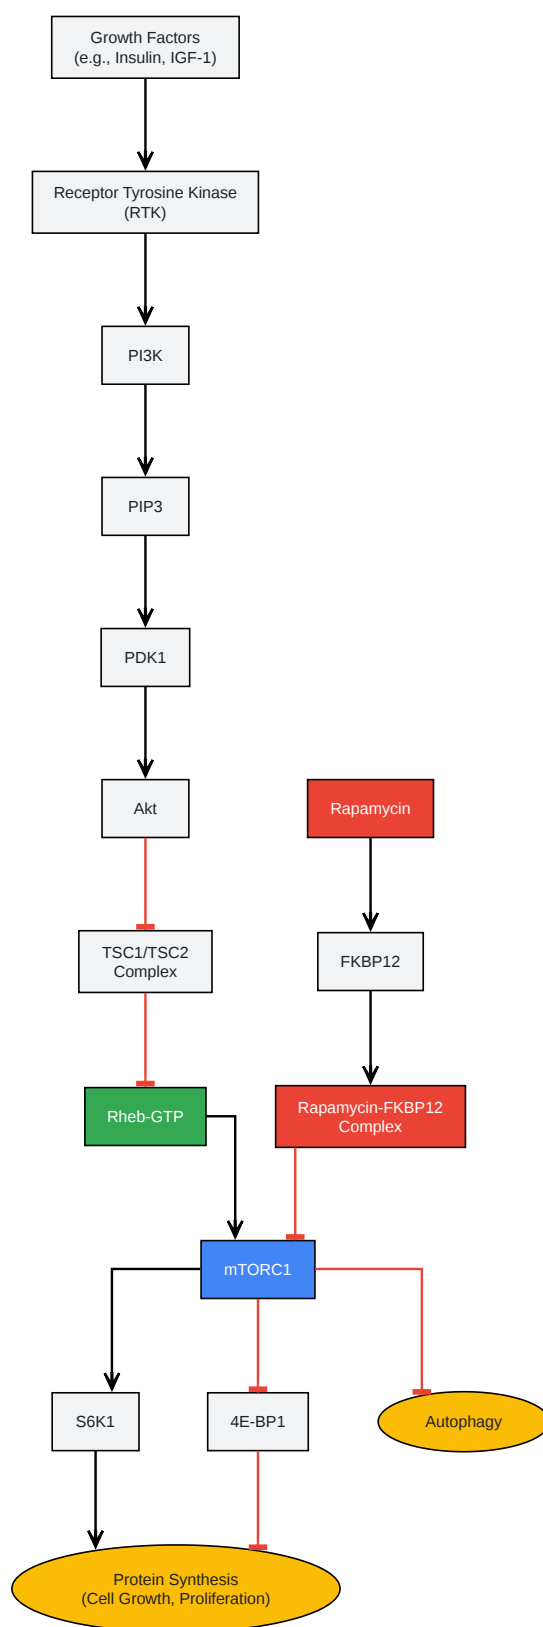 Growth Factors
(e.g., Insulin, IGF-1)
Receptor Tyrosine Kinase
(RTK)
PI3K
PIP3
PDK1
Akt
Rapamycin
TSC1/TSC2
Complex
FKBP12
Rheb-GTP
Rapamycin-FKBP12
Complex
mTORC1
S6K1
4E-BP1
Autophagy
Protein Synthesis
(Cell Growth, Proliferation)